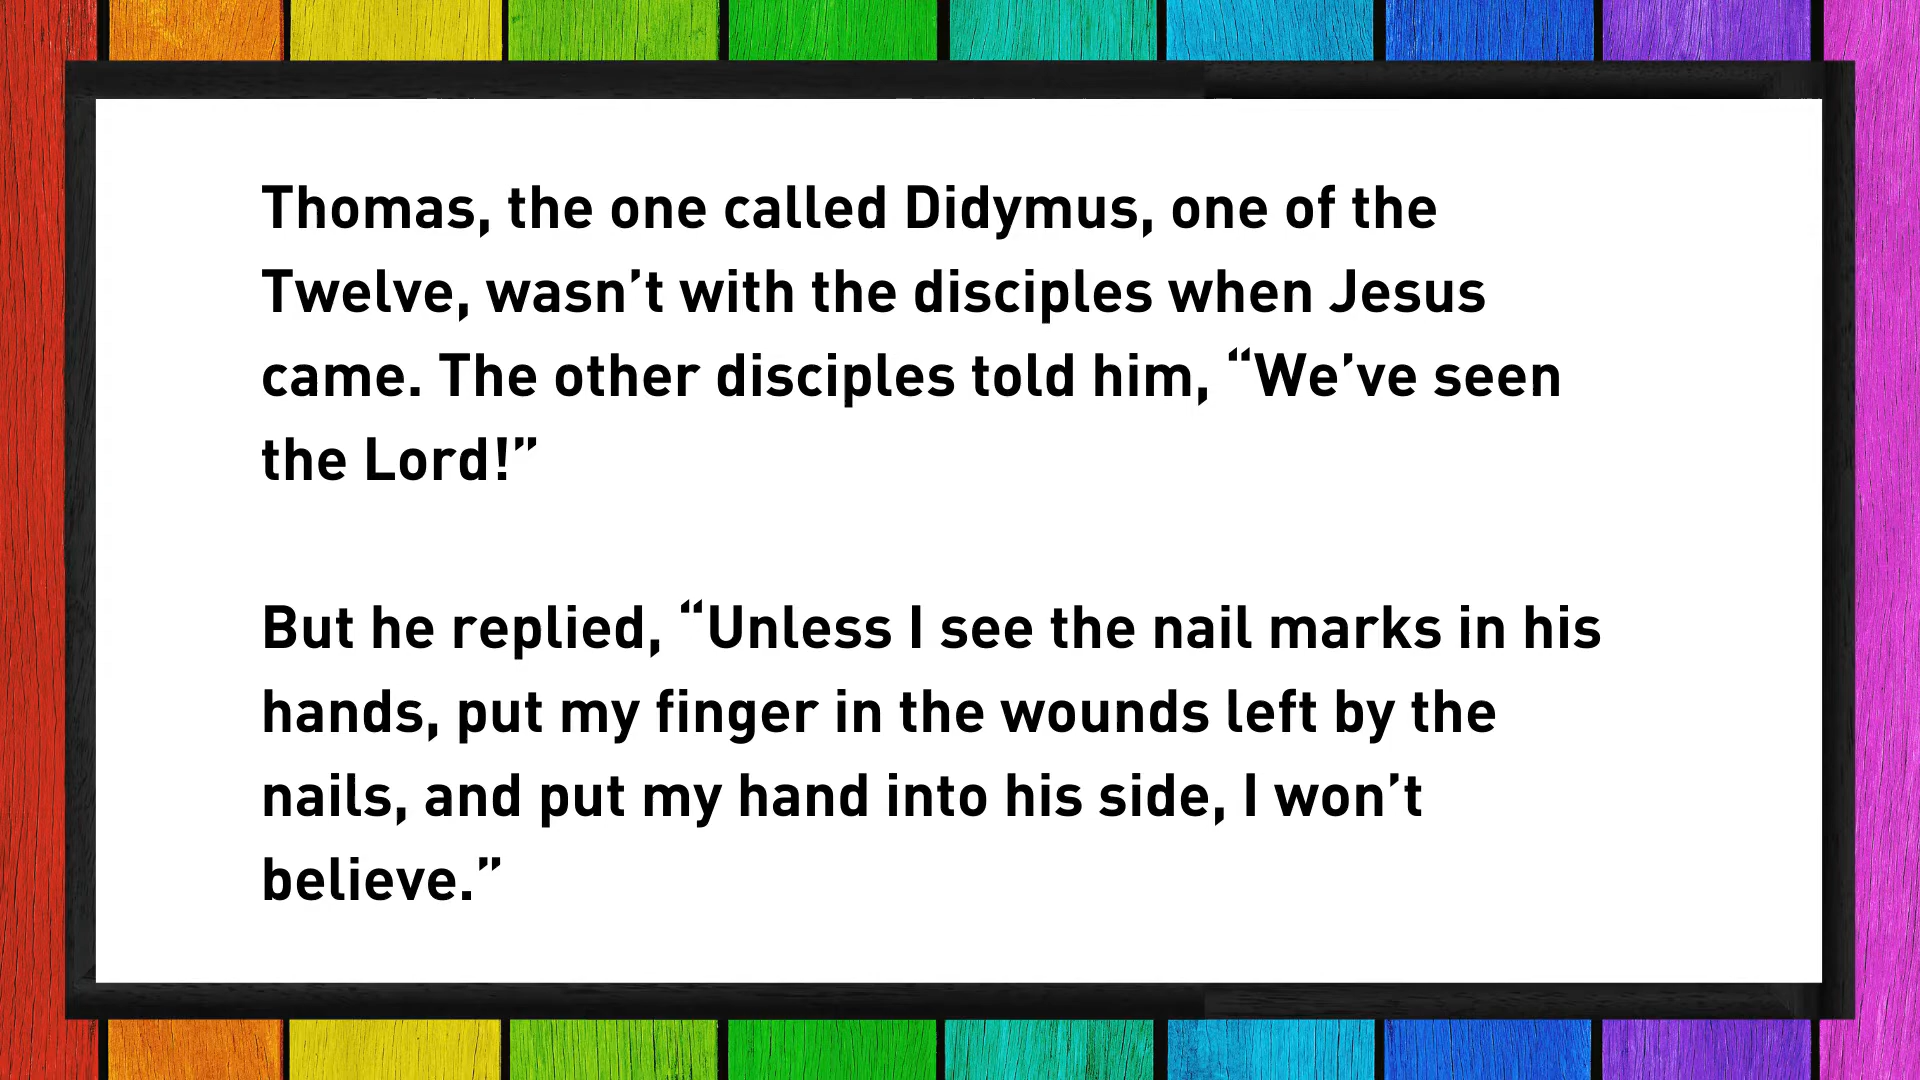 Thomas, the one called Didymus, one of the
Twelve, wasn’t with the disciples when Jesus
came. The other disciples told him, “We’ve seen
the Lord!”
But he replied, “Unless I see the nail marks in his
hands, put my finger in the wounds left by the
nails, and put my hand into his side, I won’t
believe.”